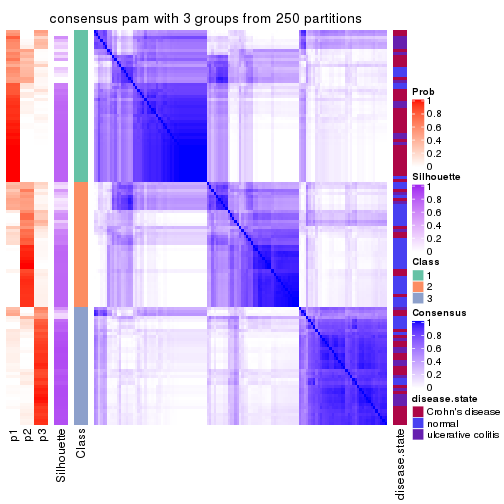 consensus pam with 3 groups from 250 partitions
Prob
1
0.8
0.6
0.4
0.2
0
Silhouette
1
0.8
0.6
0.4
0.2
0
Class
1
2
3
Consensus
1
0.8
0.6
0.4
0.2
0
disease.state
Crohn's disease
normal
ulcerative colitis
p1
p2
p3
Silhouette
Class
disease.state